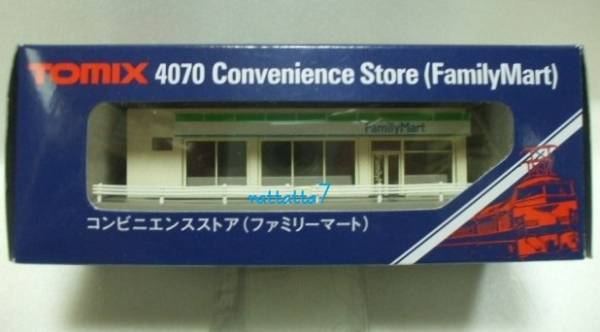 TOMIX 4070 Convenience Store (FamilyMart)
FamilyMart
nattatta7
コンビニエンスストア(ファミリーマート)